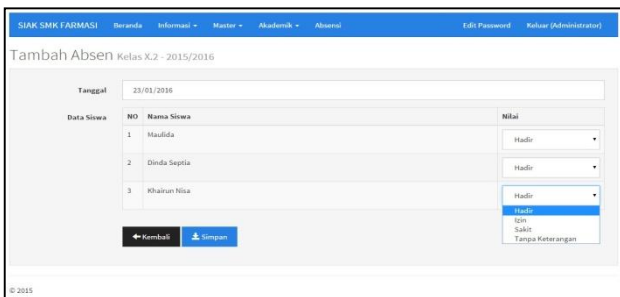 SIAK SMK FARMASI Beranda Informasi Master Akademik Absensi Edit Password Keluar (Administrator)
Tambah Absen Kelas X.2 - 2015/2016
Tanggal 23/01/2016
Data Siswa NO Nama Siswa Nilai
1 Maulida Hadir
2 Dinda Septia Hadir
3 Khairun Nisa Hadir
Hadir
Izin
Sakit
Tanpa Keterangan
Kembali Simpan
© 2015